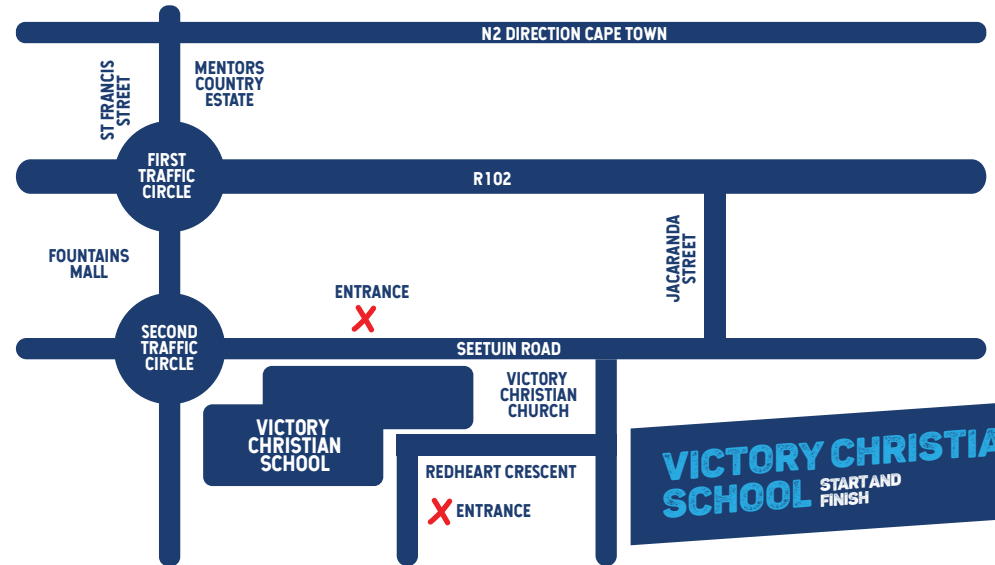 N2 DIRECTION CAPE TOWN
ST FRANCIS
STREET
MENTORS
COUNTRY
ESTATE
FIRST
TRAFFIC
CIRCLE
R102
FOUNTAINS
MALL
JACARANDA
STREET
ENTRANCE
SECOND
TRAFFIC
CIRCLE
SEETUIN ROAD
VICTORY
CHRISTIAN
CHURCH
VICTORY
CHRISTIAN
SCHOOL
REDHEART CRESCENT
ENTRANCE
VICTORY CHRISTIA
SCHOOL
START AND
FINISH